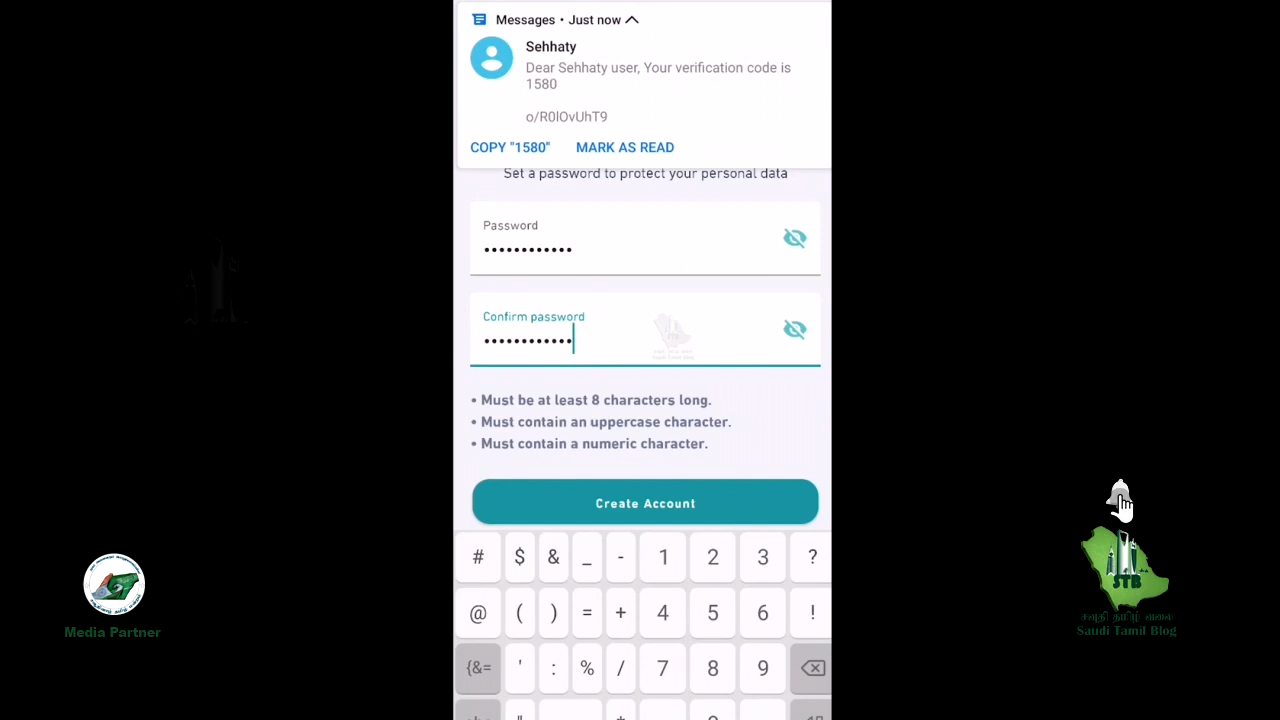 Messages • Just now
Sehhaty
Dear Sehhaty user, Your verification code is
1580
o/R0lOvUhT9
COPY "1580"
MARK AS READ
Set a password to protect your personal data
Password
••••••••••••
Confirm password
••••••••••••
• Must be at least 8 characters long.
• Must contain an uppercase character.
• Must contain a numeric character.
Create Account
# $ & _ - 1 2 3 ?
@ ( ) = + 4 5 6 !
{&= ' : % / 7 8 9
Media Partner
STB
சவூதி தமிழ் வலை
Saudi Tamil Blog